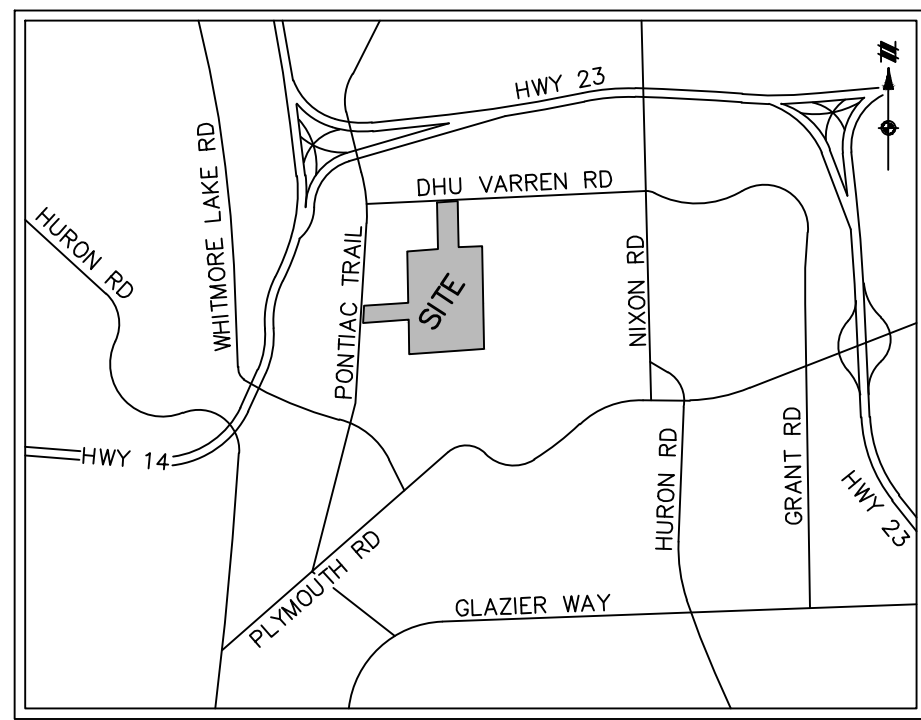 HWY 23
DHU VARREN RD
WHITMORE LAKE RD
HURON RD
PONTIAC TRAIL
SITE
NIXON RD
HWY 14
PLYMOUTH RD
HURON RD
GRANT RD
HWY 23
GLAZIER WAY
N